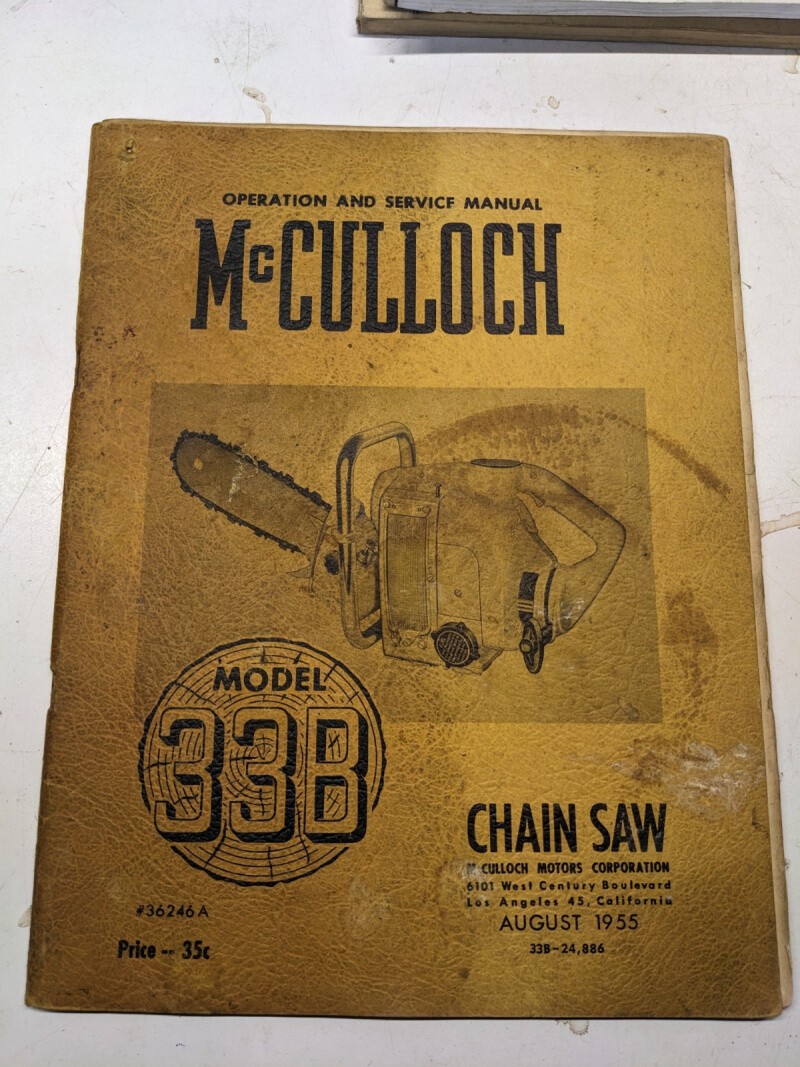 OPERATION AND SERVICE MANUAL
McCULLOCH
MODEL
33B
CHAIN SAW
McCULLOCH MOTORS CORPORATION
6101 West Century Boulevard
Los Angeles 45, California
AUGUST 1955
33B-24,886
#36246A
Price -- 35c